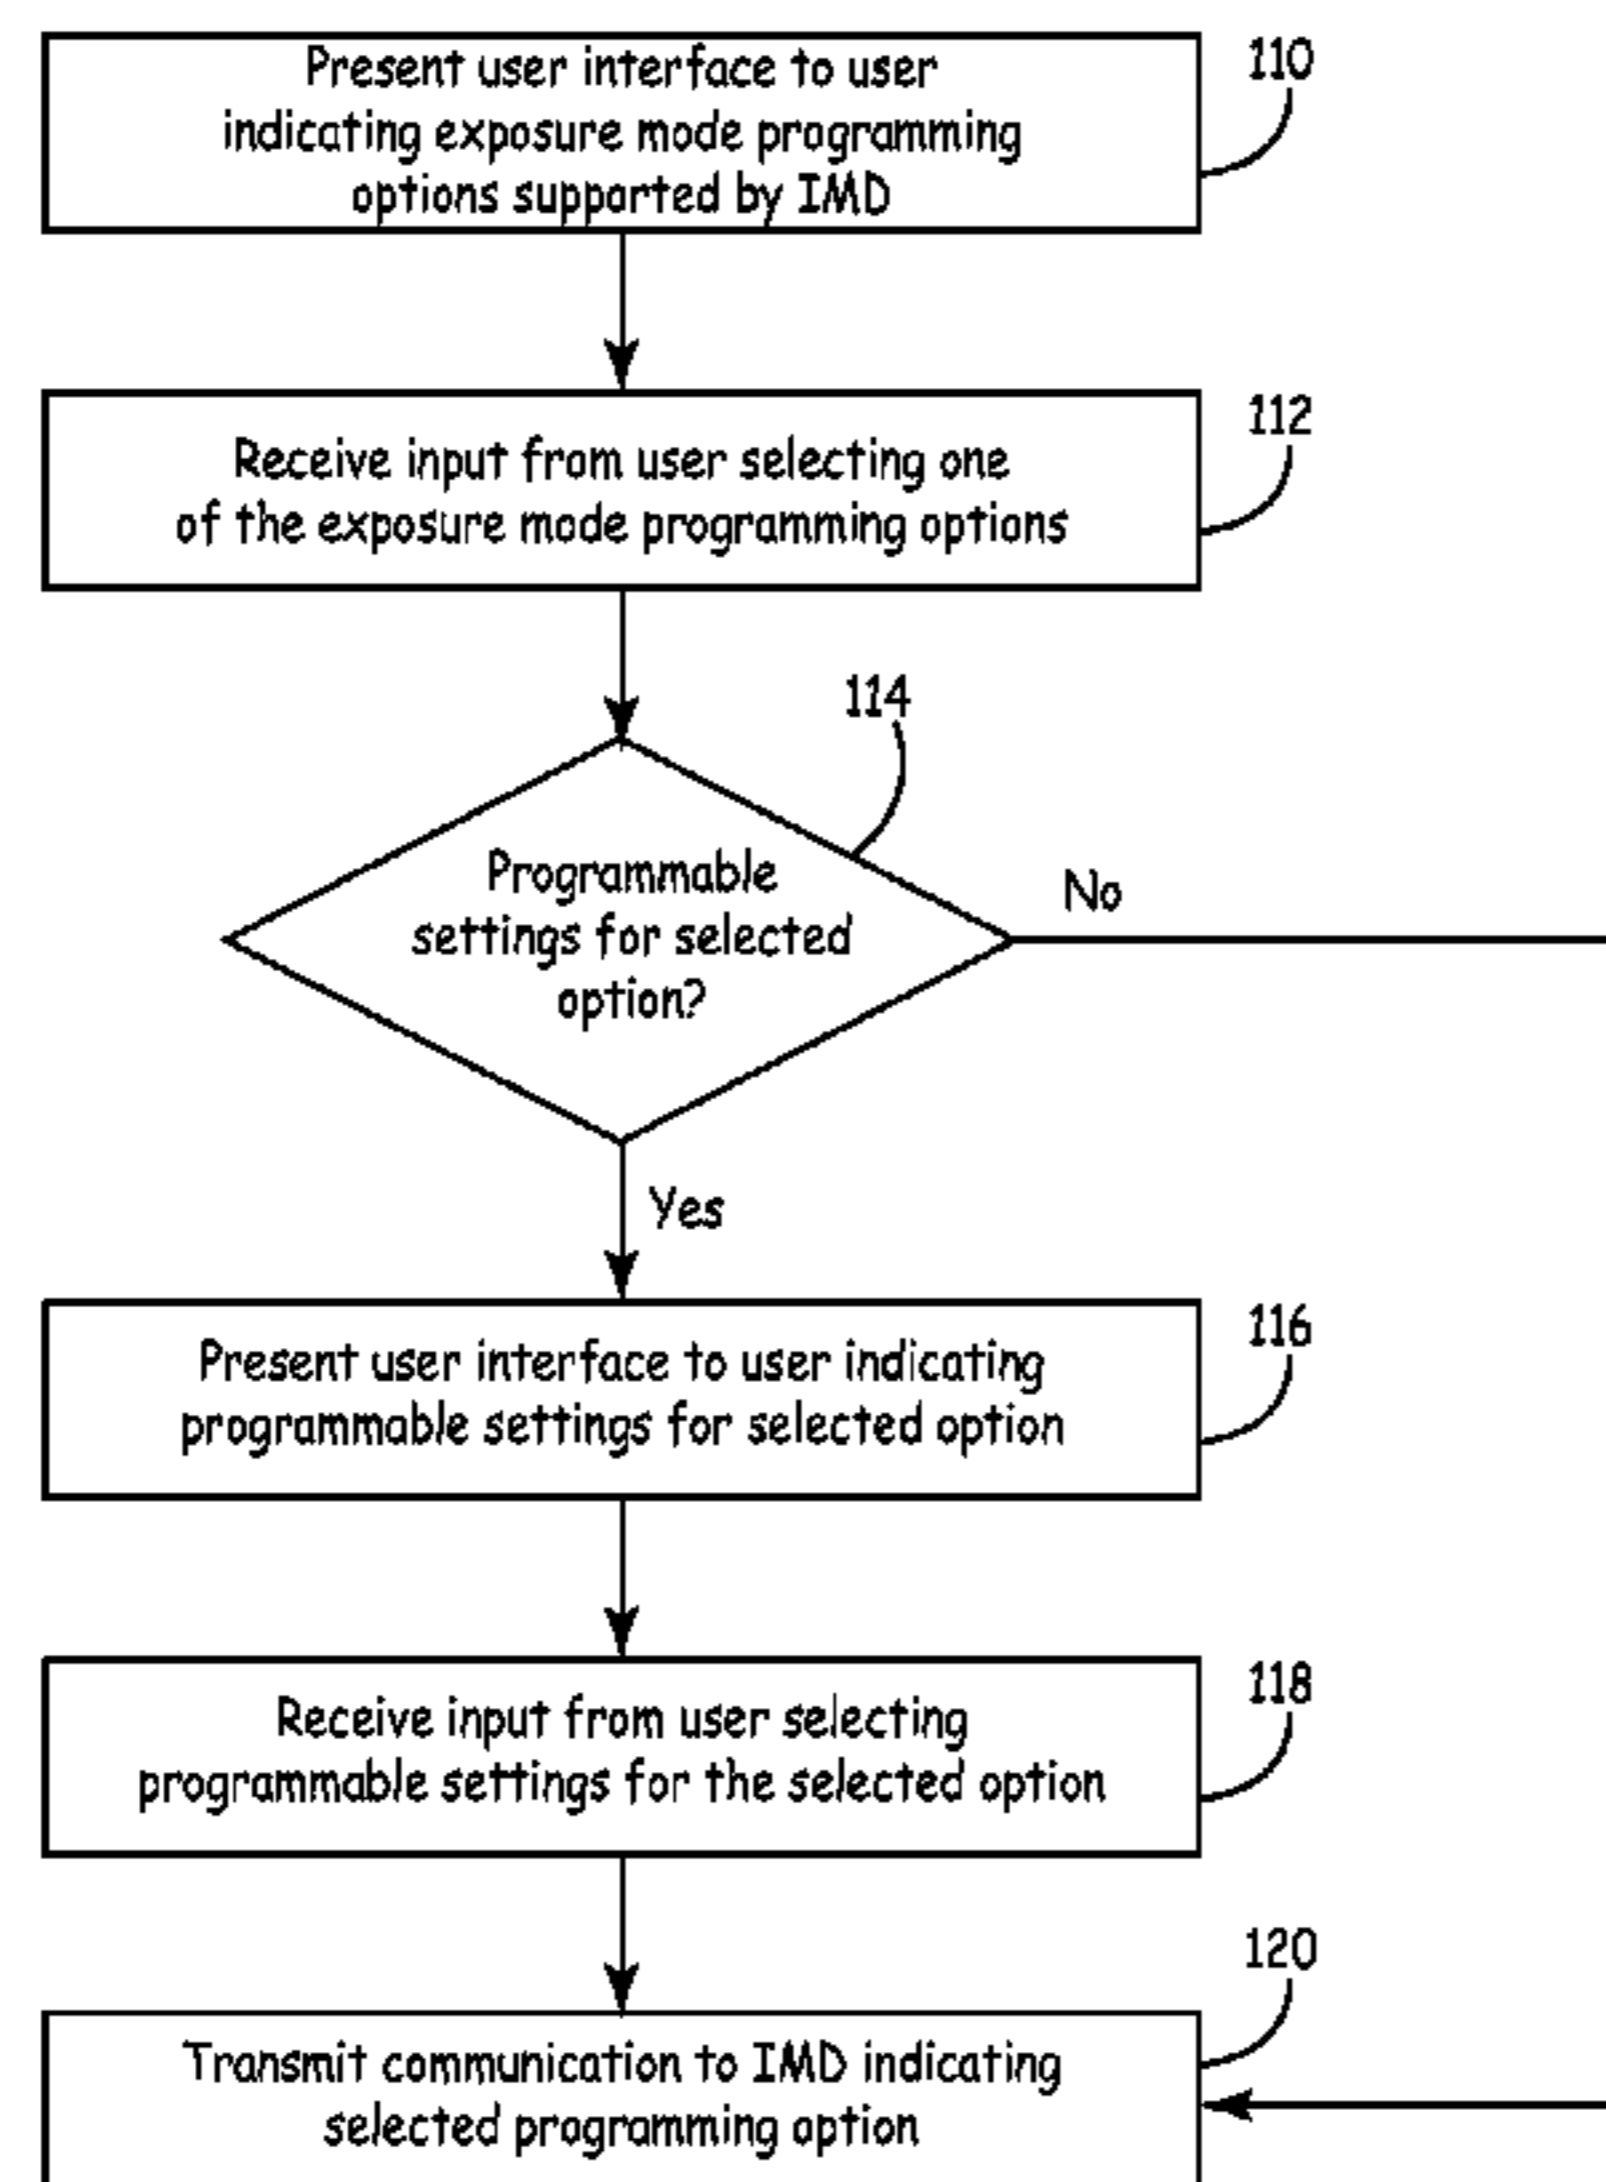 Present user interface to user
indicating exposure mode programming
options supported by IMD
110
Receive input from user selecting one
of the exposure mode programming options
112
114
Programmable
settings for selected
option?
No
Yes
Present user interface to user indicating
programmable settings for selected option
116
Receive input from user selecting
programmable settings for the selected option
118
120
Transmit communication to IMD indicating
selected programming option